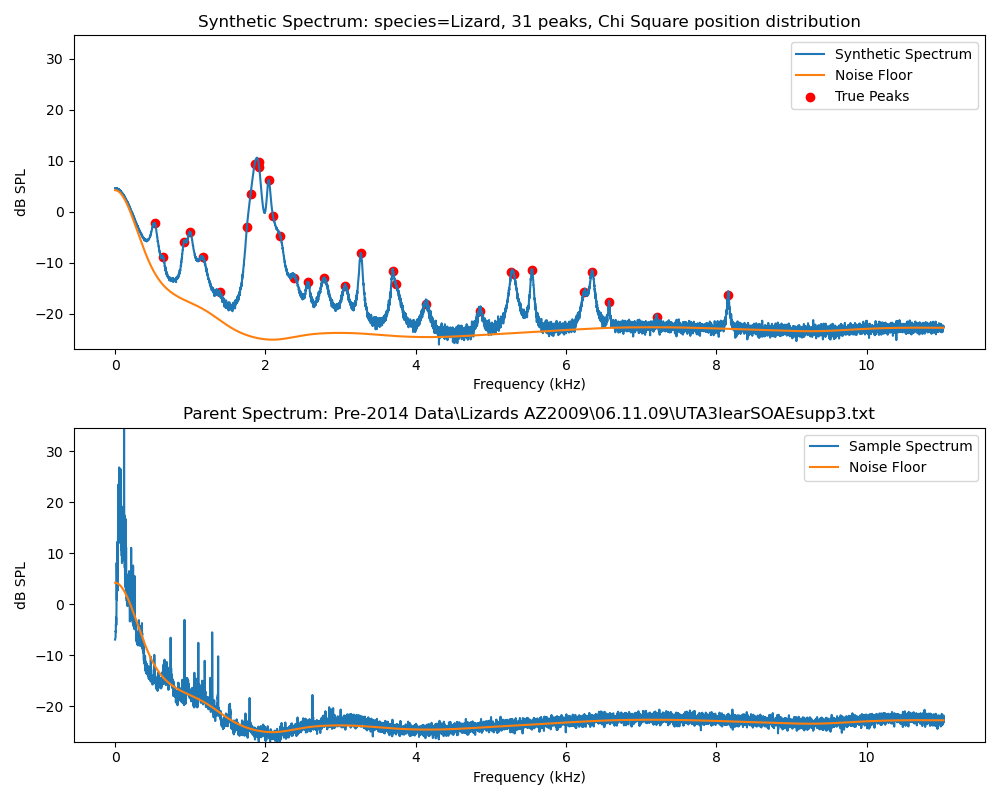 Synthetic Spectrum: species=Lizard, 31 peaks, Chi Square position distribution
30
20
10
0
−10
−20
dB SPL
Synthetic Spectrum
Noise Floor
True Peaks
0 2 4 6 8 10
Frequency (kHz)
Parent Spectrum: Pre-2014 Data\Lizards AZ2009\06.11.09\UTA3learSOAEsupp3.txt
30
20
10
0
−10
−20
dB SPL
Sample Spectrum
Noise Floor
0 2 4 6 8 10
Frequency (kHz)